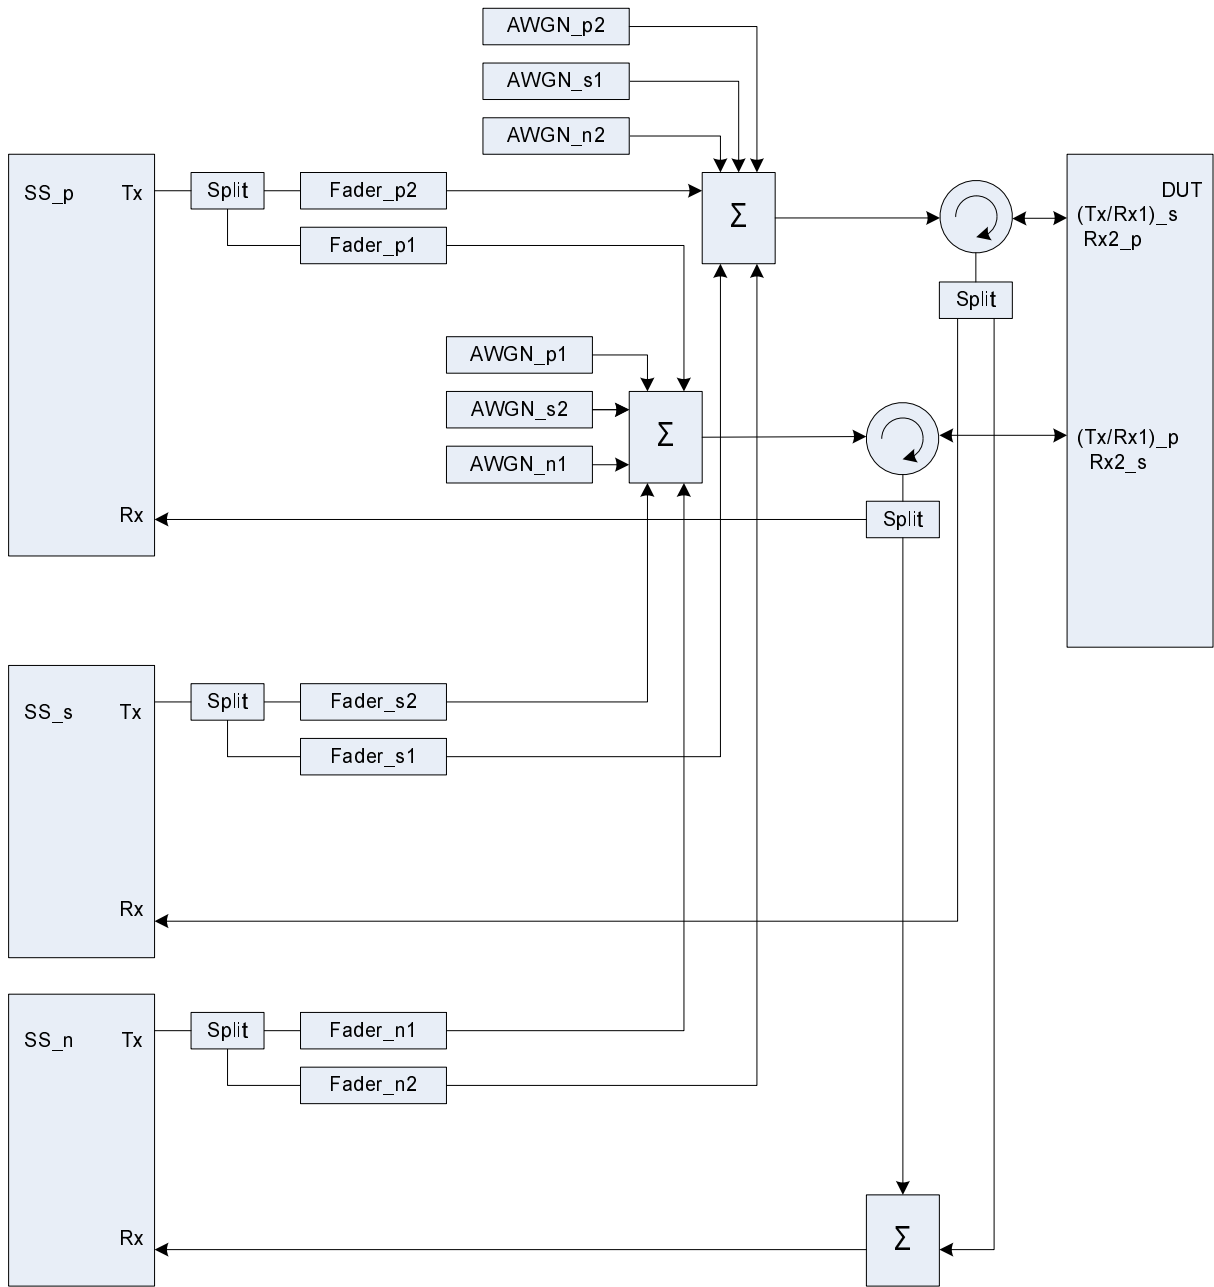 AWGN_p2
AWGN_s1
AWGN_n2
SS_p Tx
Split
Fader_p2
Fader_p1
Σ
DUT
(Tx/Rx1)_s
Rx2_p
Split
AWGN_p1
AWGN_s2
AWGN_n1
Σ
(Tx/Rx1)_p
Rx2_s
Rx
Split
SS_s Tx
Split
Fader_s2
Fader_s1
Rx
SS_n Tx
Split
Fader_n1
Fader_n2
Rx
Σ